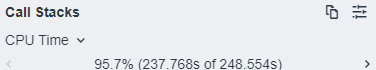 Call Stacks
CPU Time
95.7% (237.768s of 248.554s)